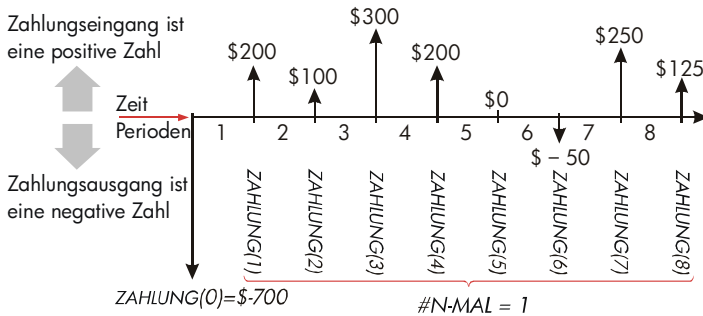 Zahlungseingang ist
eine positive Zahl
Zeit
Perioden
Zahlungsausgang ist
eine negative Zahl
$200
$100
$300
$200
$0
$ – 50
$250
$125
1 2 3 4 5 6 7 8
ZAHLUNG(1)
ZAHLUNG(2)
ZAHLUNG(3)
ZAHLUNG(4)
ZAHLUNG(5)
ZAHLUNG(6)
ZAHLUNG(7)
ZAHLUNG(8)
ZAHLUNG(0)=$-700
#N-MAL = 1